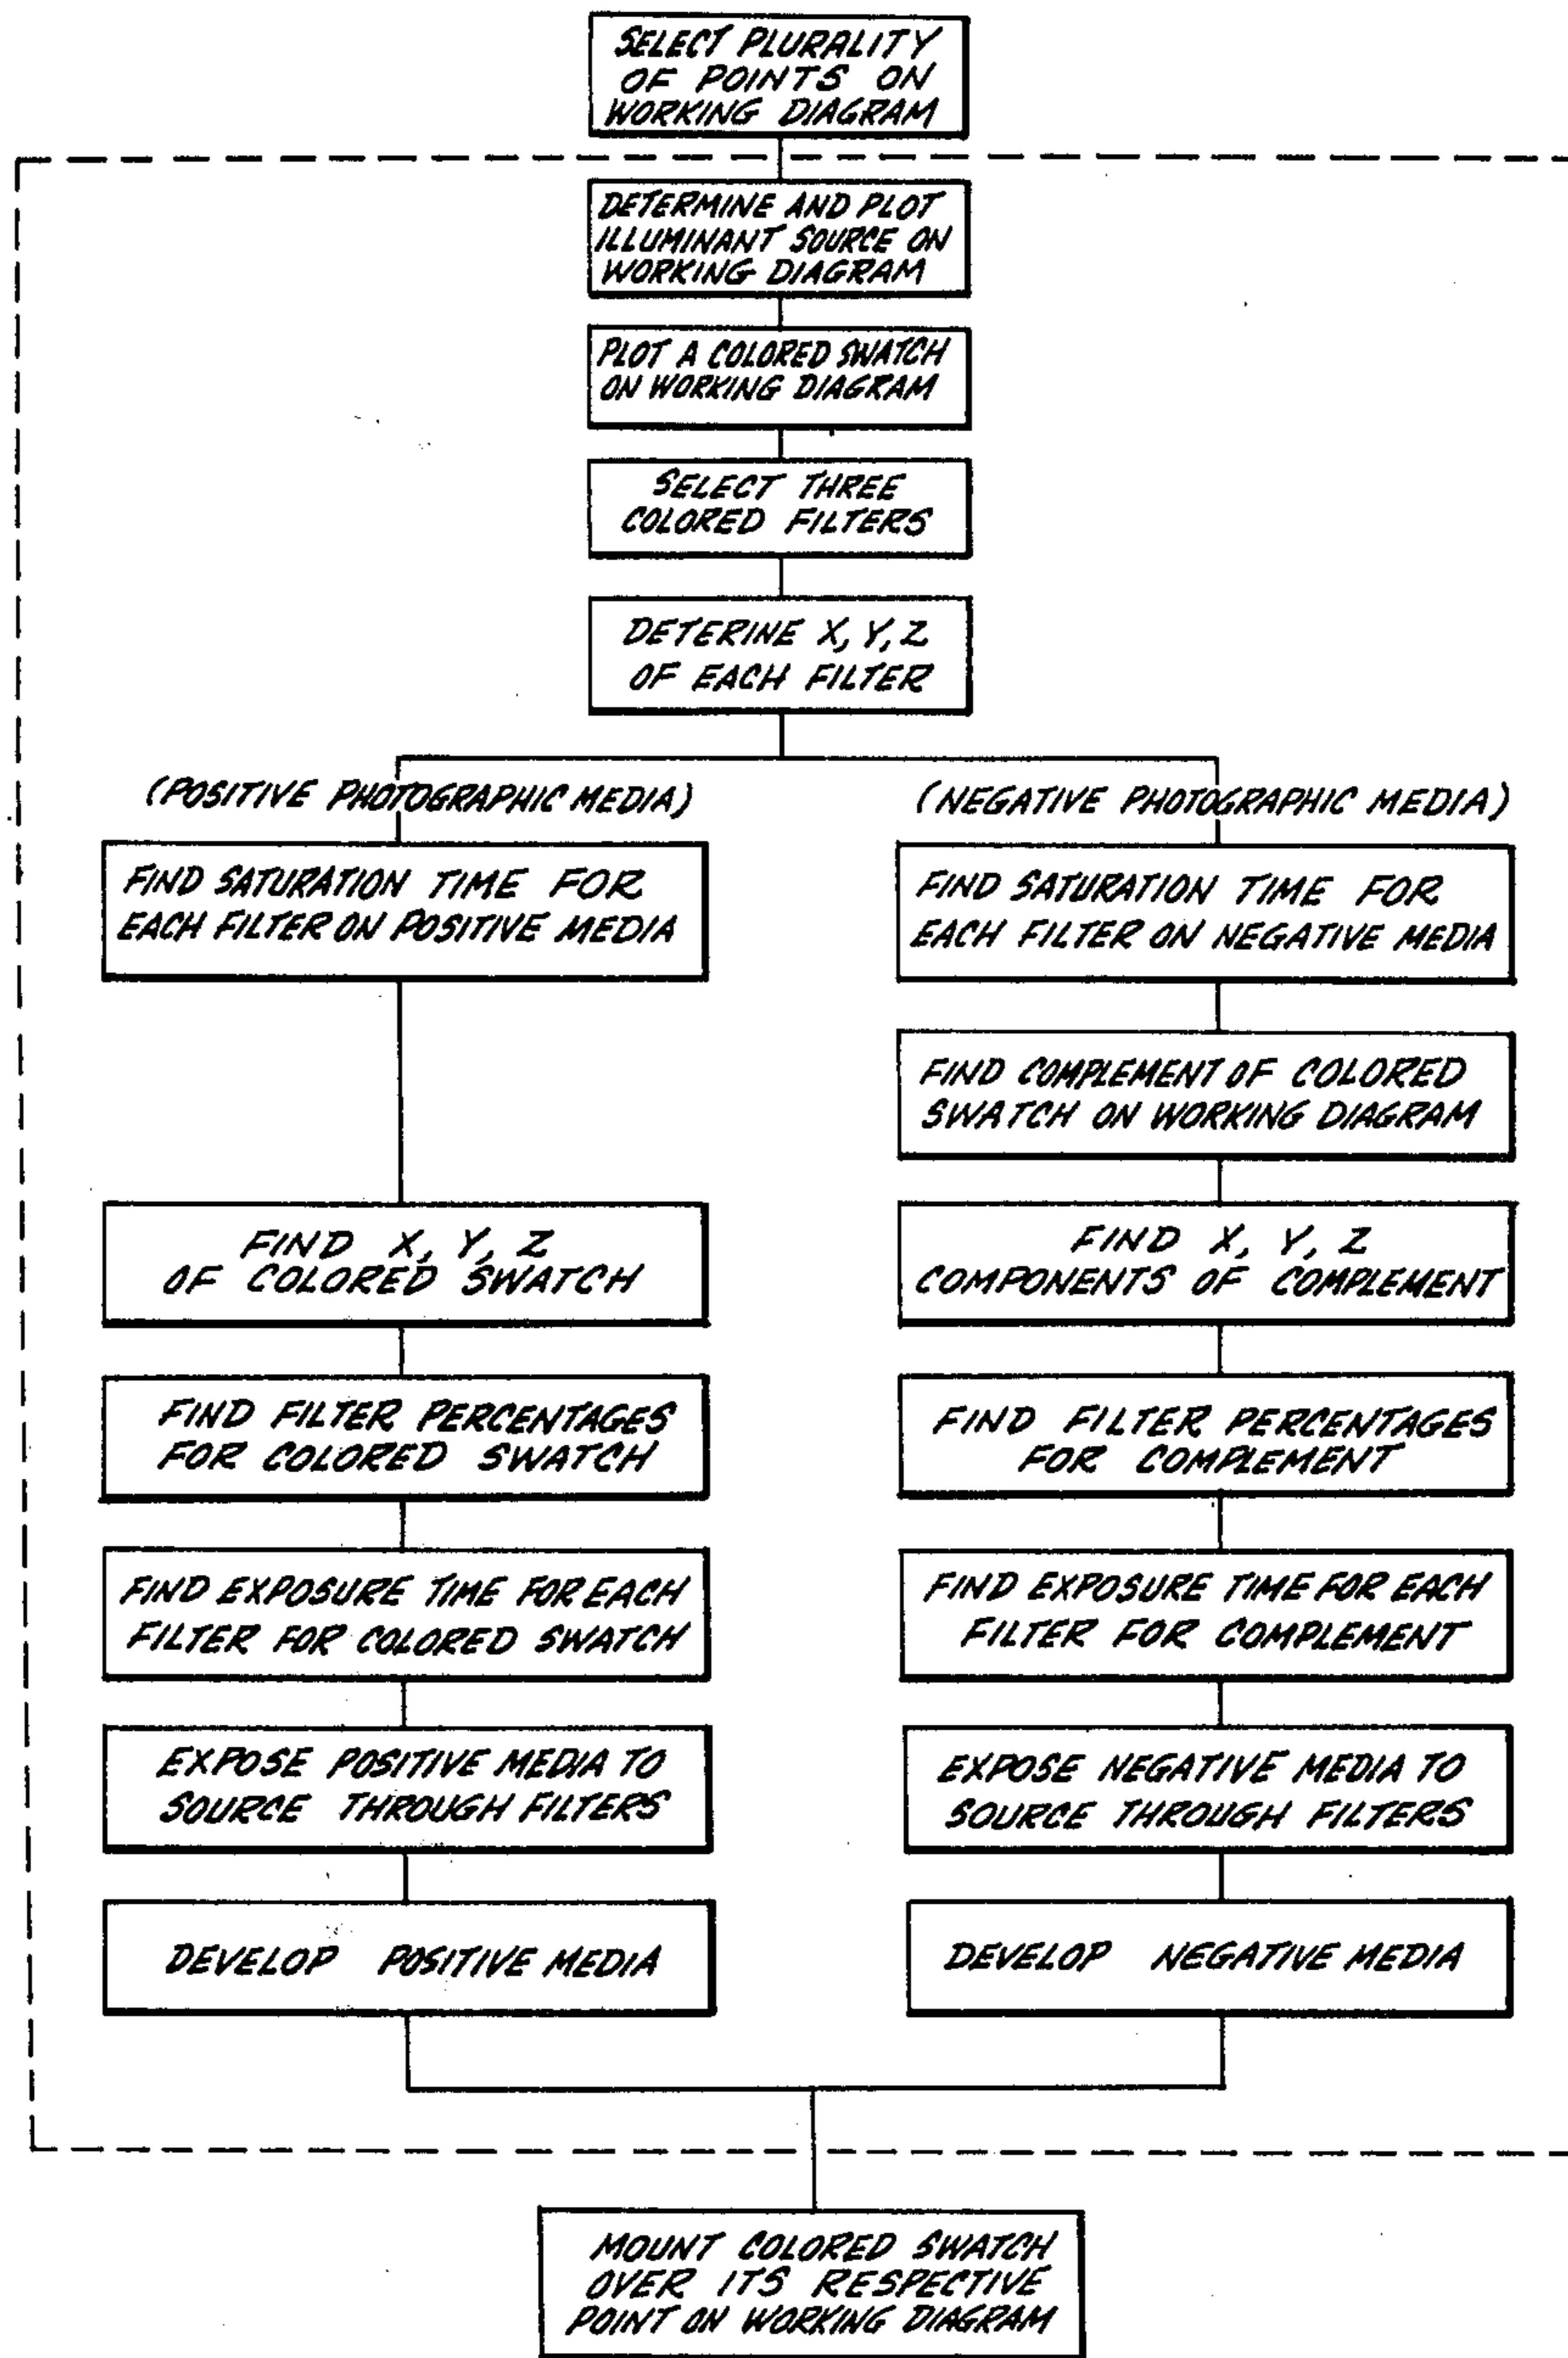 SELECT PLURALITY
OF POINTS ON
WORKING DIAGRAM
DETERMINE AND PLOT
ILLUMINANT SOURCE ON
WORKING DIAGRAM
PLOT A COLORED SWATCH
ON WORKING DIAGRAM
SELECT THREE
COLORED FILTERS
DETERINE X, Y, Z
OF EACH FILTER
(POSITIVE PHOTOGRAPHIC MEDIA)
FIND SATURATION TIME FOR
EACH FILTER ON POSITIVE MEDIA
FIND X, Y, Z
OF COLORED SWATCH
FIND FILTER PERCENTAGES
FOR COLORED SWATCH
FIND EXPOSURE TIME FOR EACH
FILTER FOR COLORED SWATCH
EXPOSE POSITIVE MEDIA TO
SOURCE THROUGH FILTERS
DEVELOP POSITIVE MEDIA
(NEGATIVE PHOTOGRAPHIC MEDIA)
FIND SATURATION TIME FOR
EACH FILTER ON NEGATIVE MEDIA
FIND COMPLEMENT OF COLORED
SWATCH ON WORKING DIAGRAM
FIND X, Y, Z
COMPONENTS OF COMPLEMENT
FIND FILTER PERCENTAGES
FOR COMPLEMENT
FIND EXPOSURE TIME FOR EACH
FILTER FOR COMPLEMENT
EXPOSE NEGATIVE MEDIA TO
SOURCE THROUGH FILTERS
DEVELOP NEGATIVE MEDIA
MOUNT COLORED SWATCH
OVER ITS RESPECTIVE
POINT ON WORKING DIAGRAM